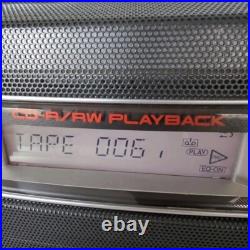 CD-R/RW PLAYBACK
TAPE 006
PLAY
EQ-ON